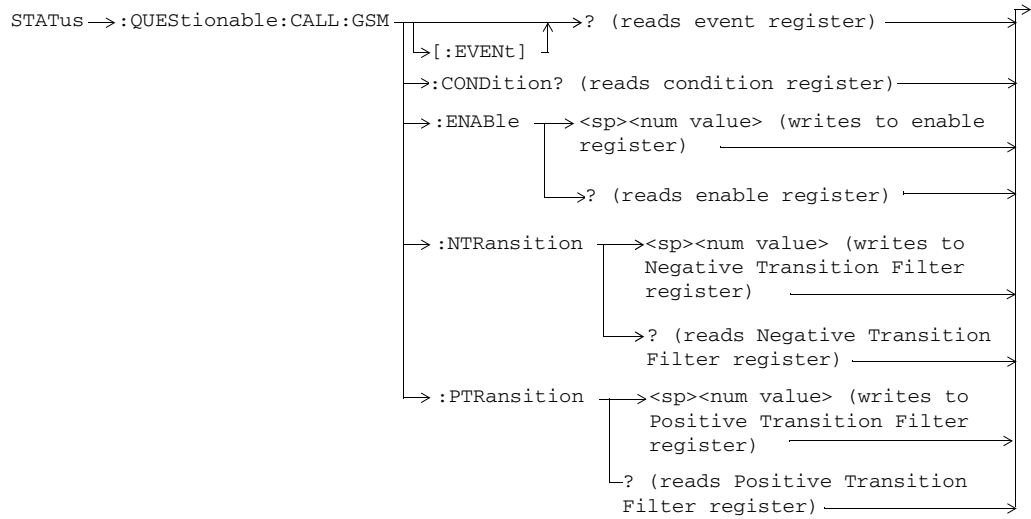 STATus :QUEStionable:CALL:GSM ? (reads event register)
[:EVENt]
:CONDition? (reads condition register)
:ENABle <sp><num value> (writes to enable
register)
? (reads enable register)
:NTRansition <sp><num value> (writes to
Negative Transition Filter
register)
? (reads Negative Transition
Filter register)
:PTRansition <sp><num value> (writes to
Positive Transition Filter
register)
? (reads Positive Transition
Filter register)